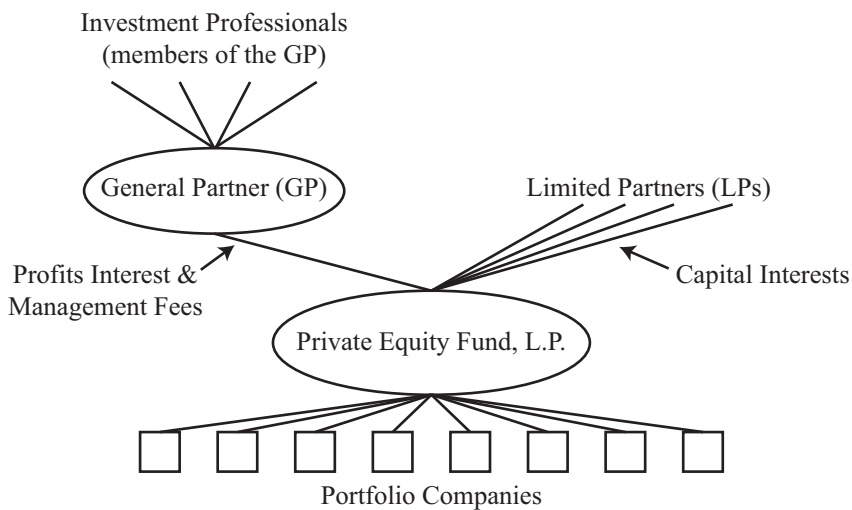 Investment Professionals
(members of the GP)
General Partner (GP)
Limited Partners (LPs)
Profits Interest &
Management Fees
Capital Interests
Private Equity Fund, L.P.
Portfolio Companies